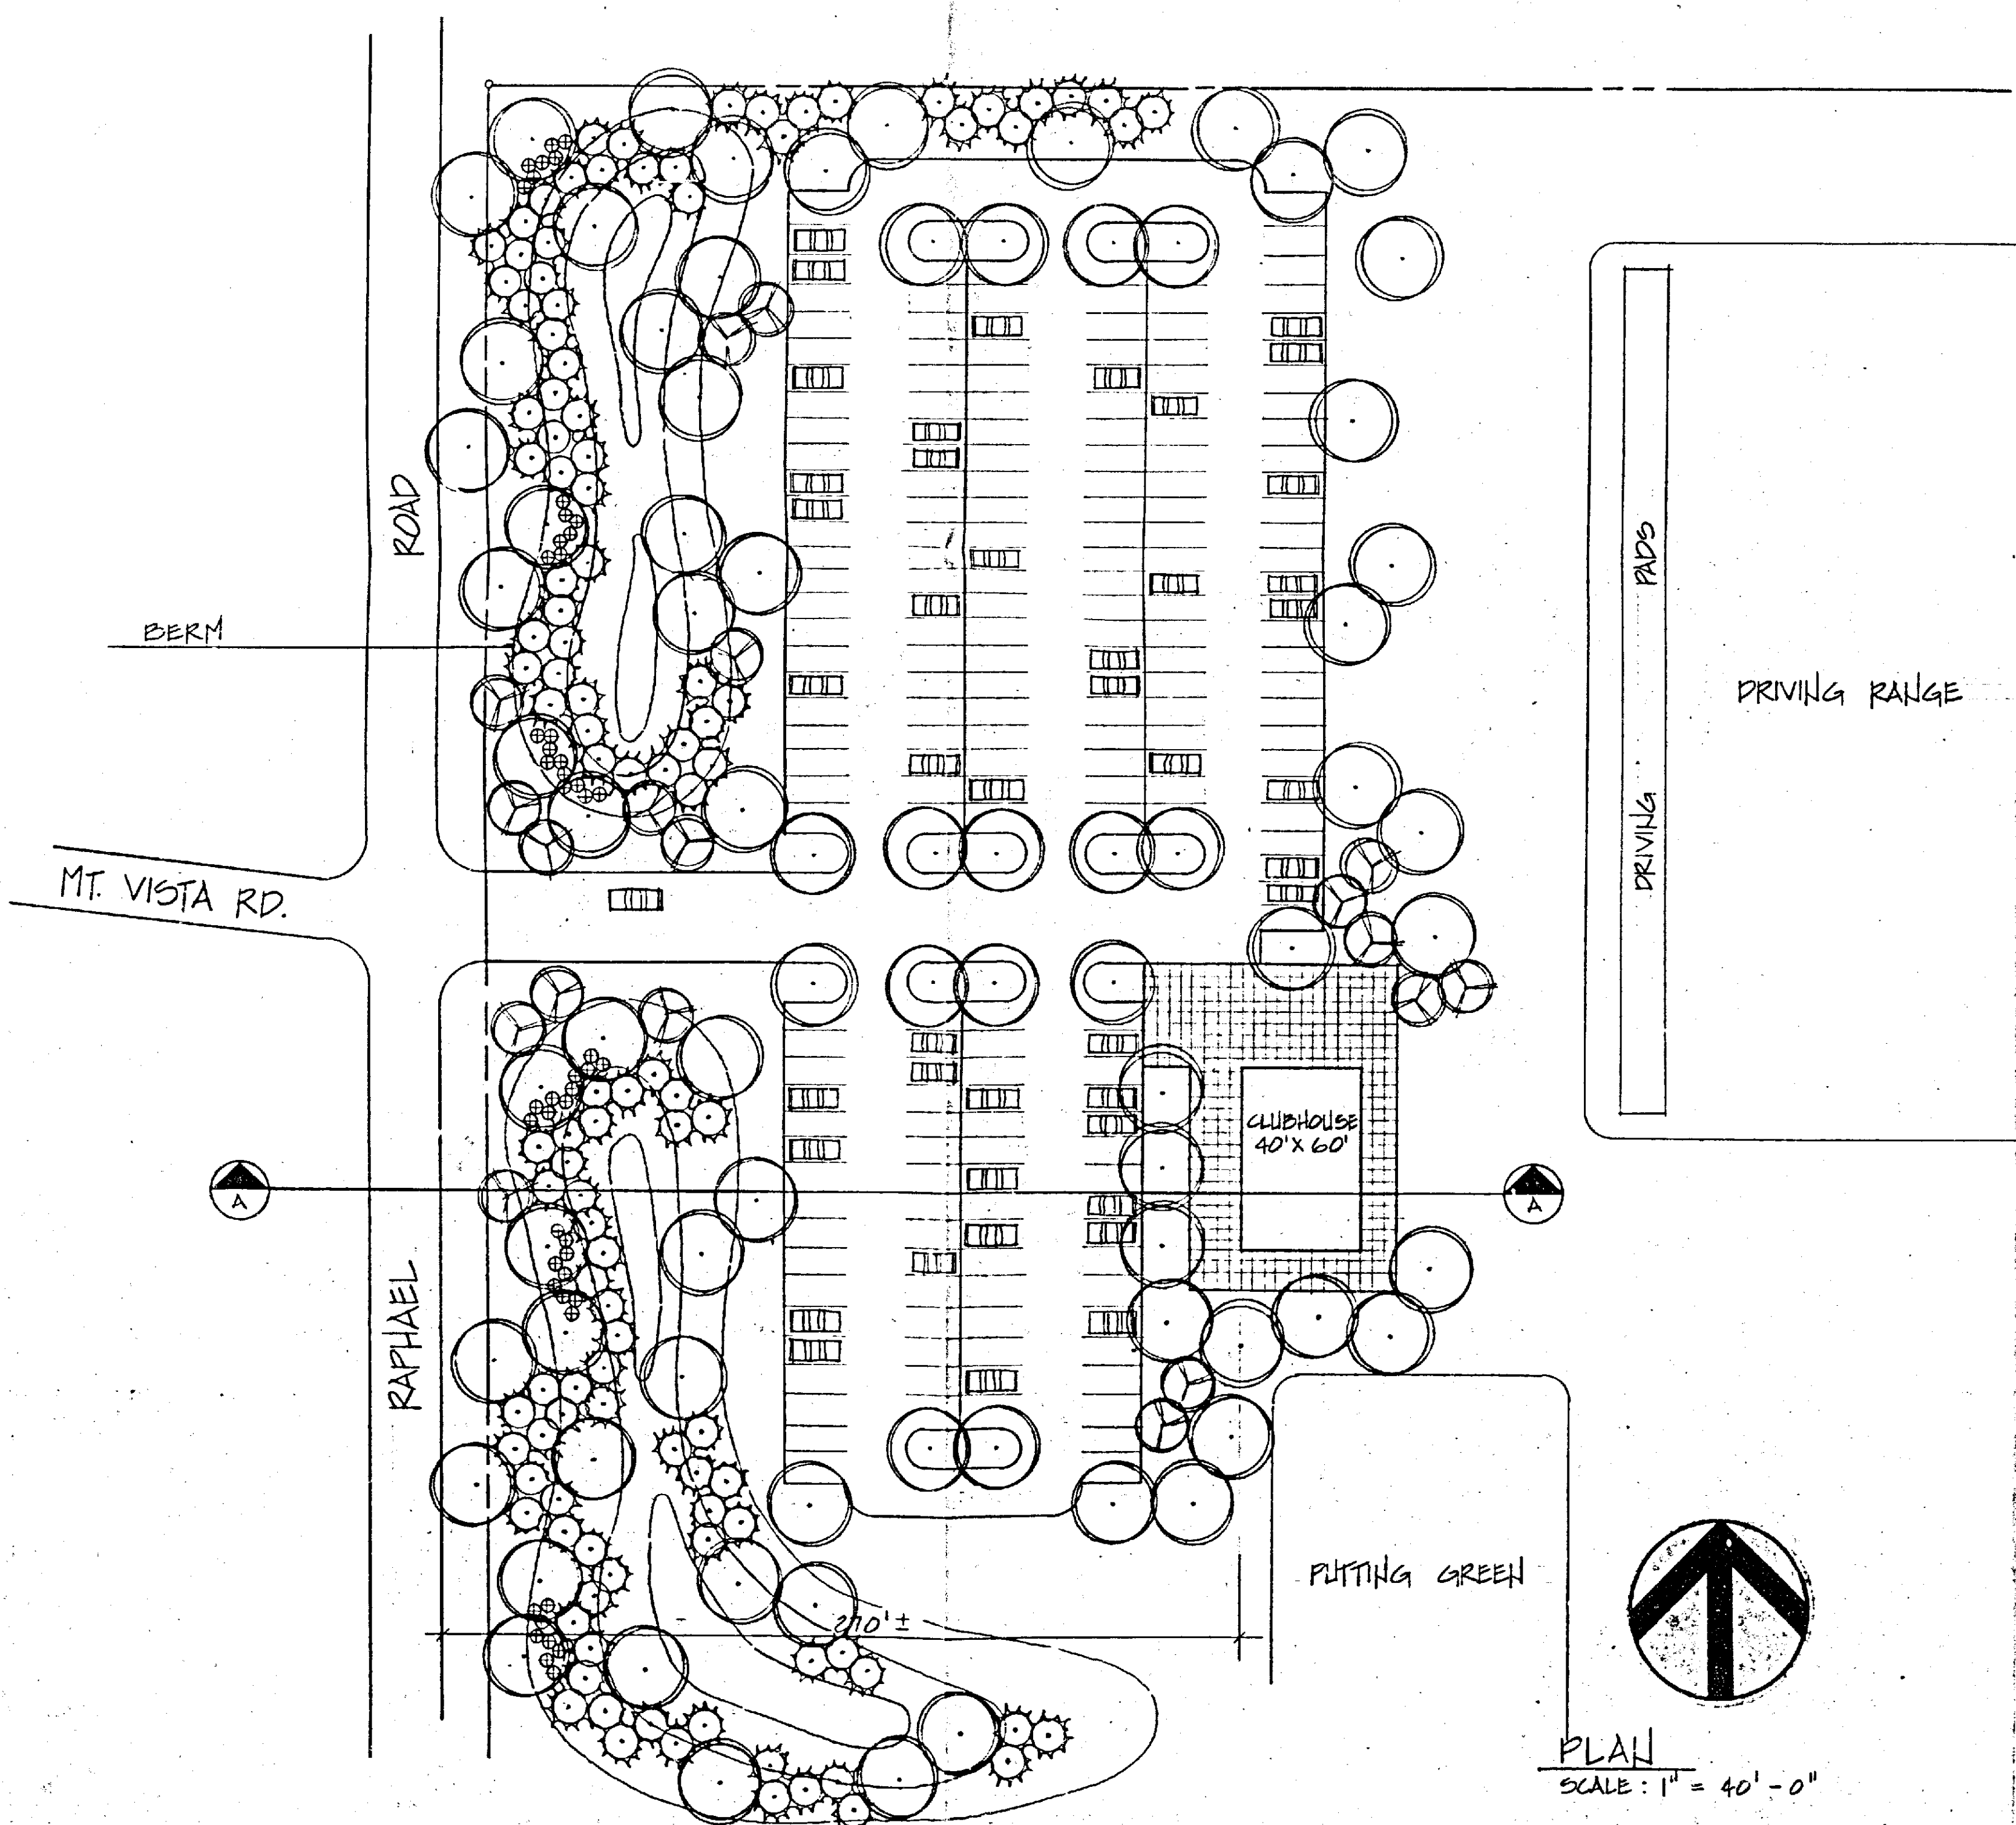 ROAD
BERM
MT. VISTA RD.
RAPHAEL
A
A
CLUBHOUSE
40' X 60'
DRIVING PADS
DRIVING RANGE
PUTTING GREEN
270' ±
PLAN
SCALE: 1" = 40' - 0"